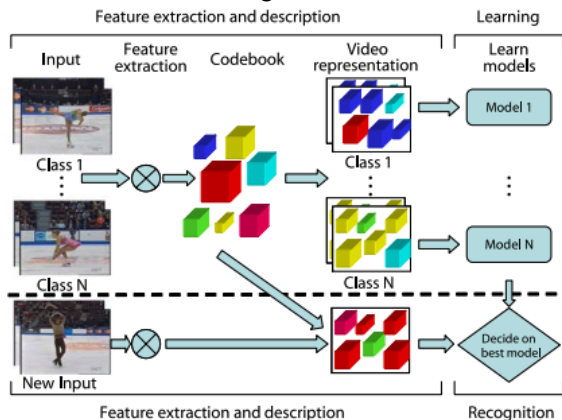 Feature extraction and description
Learning
Input
Feature extraction
Codebook
Video representation
Learn models
Model 1
Class 1
Class 1
Model N
Class N
Class N
Decide on best model
New Input
Feature extraction and description
Recognition